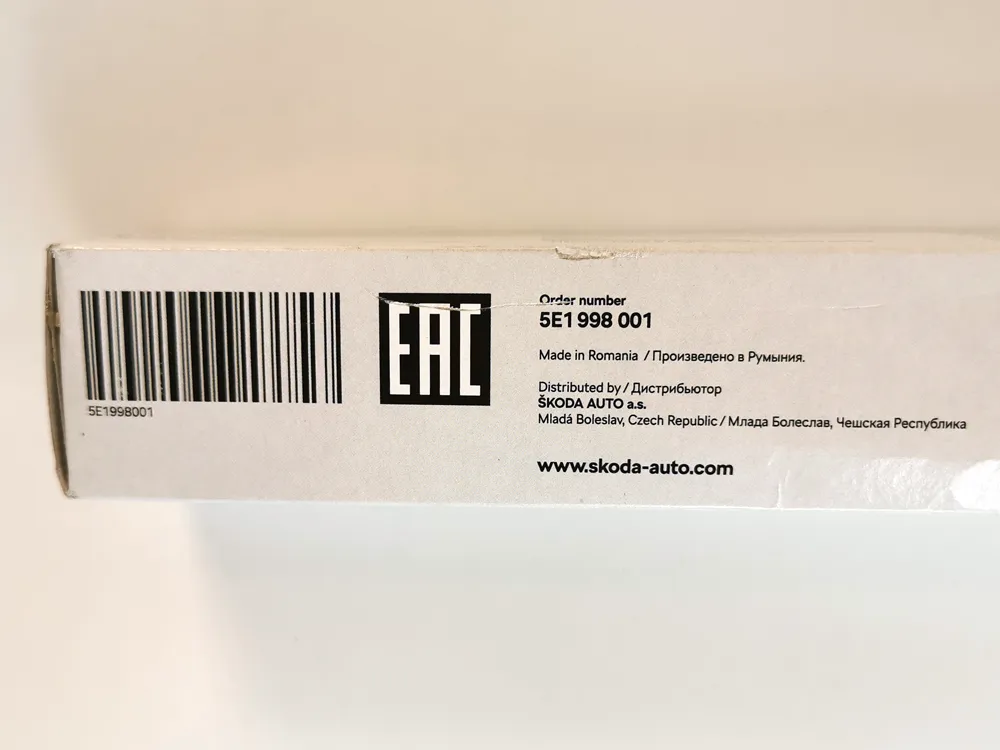 5E1998001
EAC
Order number
5E1 998 001
Made in Romania / Произведено в Румыния.
Distributed by / Дистрибьютор
ŠKODA AUTO a.s.
Mladá Boleslav, Czech Republic / Млада Болеслав, Чешская Республика
www.skoda-auto.com